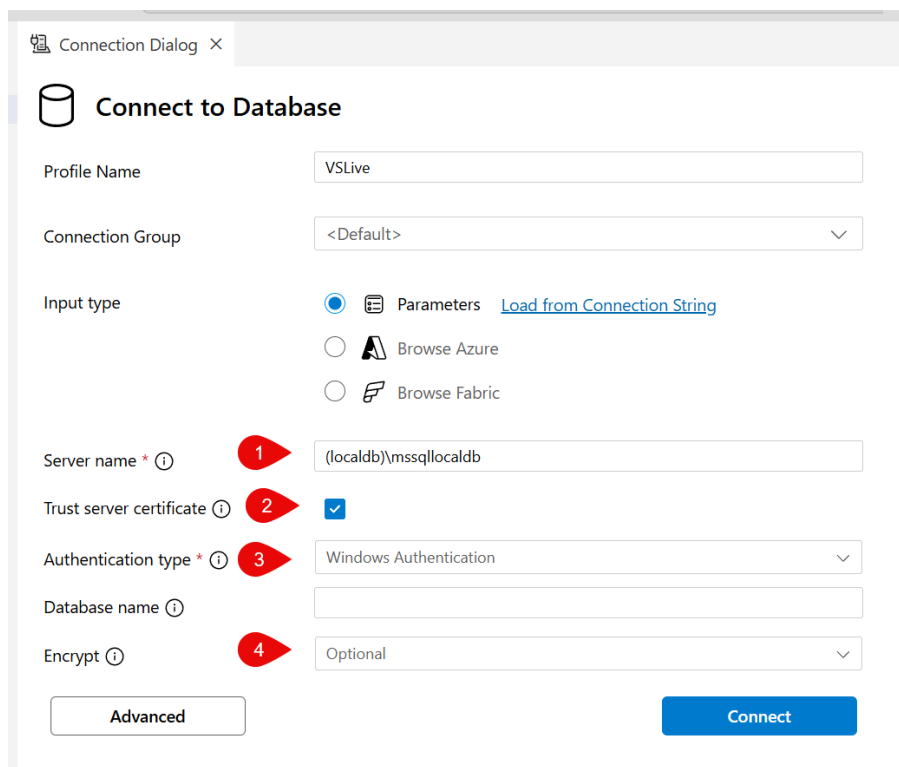 Connection Dialog
Connect to Database
Profile Name VSLive
Connection Group <Default>
Input type Parameters Load from Connection String
Browse Azure
Browse Fabric
Server name * 1 (localdb)\mssqllocaldb
Trust server certificate 2
Authentication type * 3 Windows Authentication
Database name
Encrypt 4 Optional
Advanced Connect